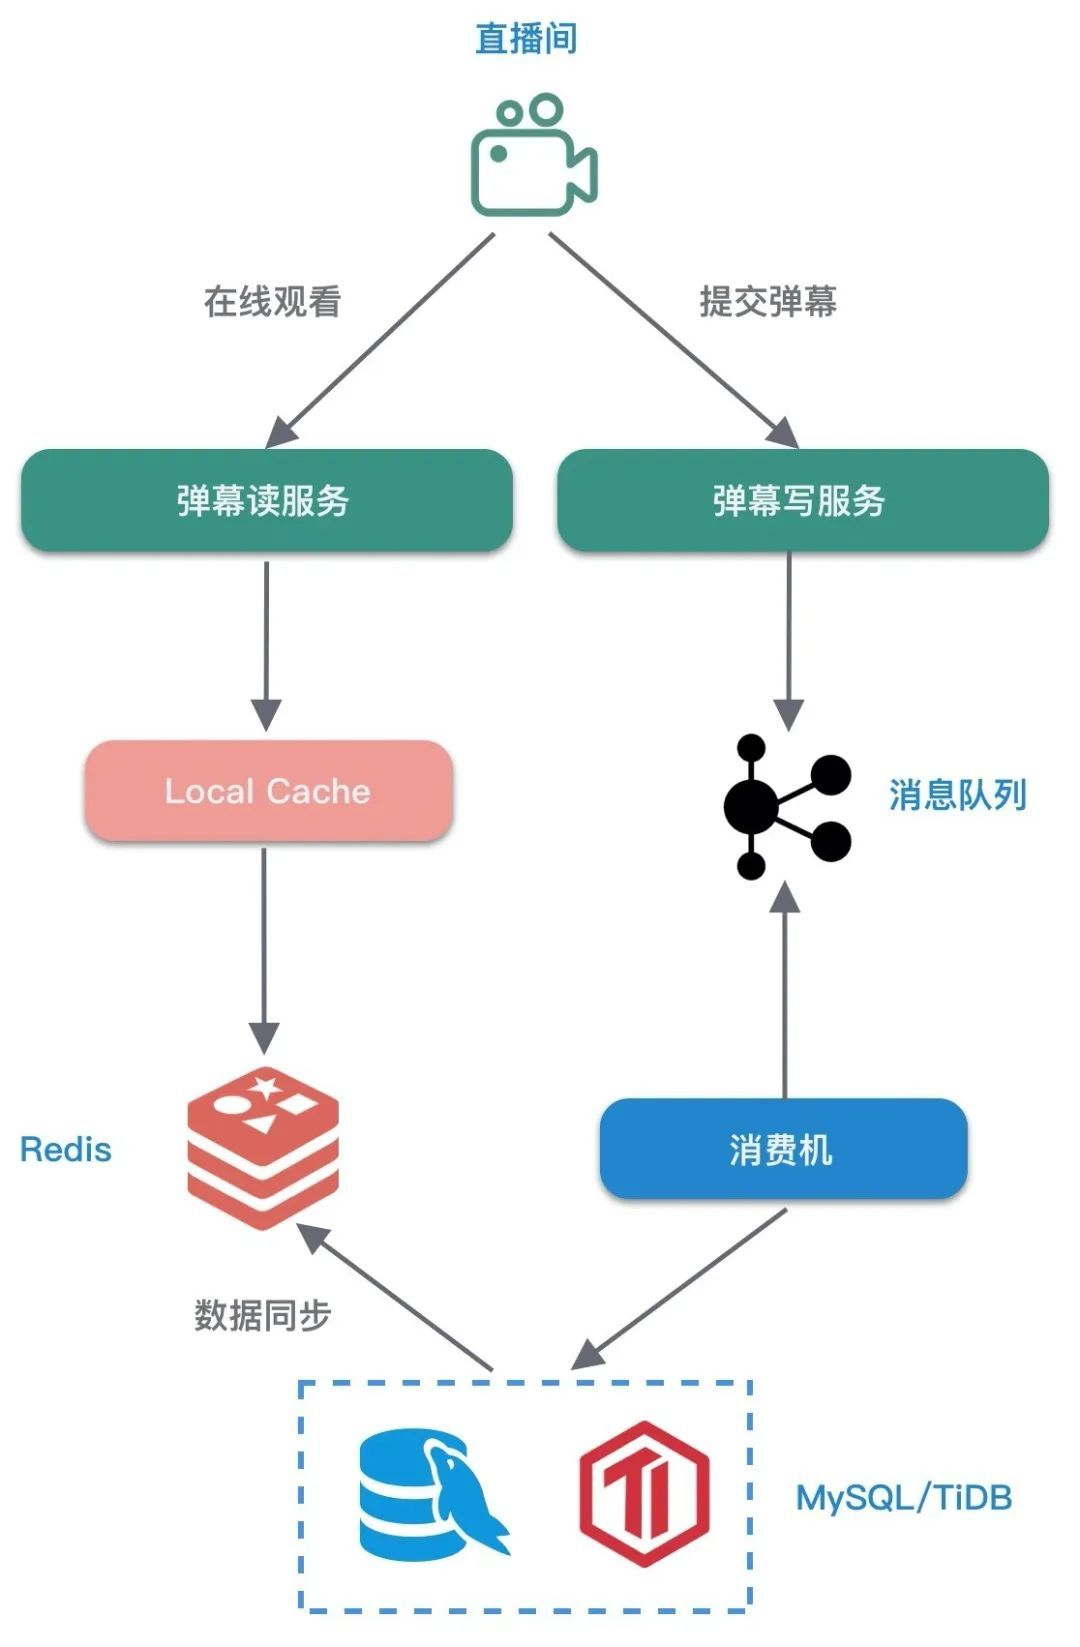 直播间
在线观看
提交弹幕
弹幕读服务
弹幕写服务
Local Cache
消息队列
Redis
消费机
数据同步
MySQL/TiDB